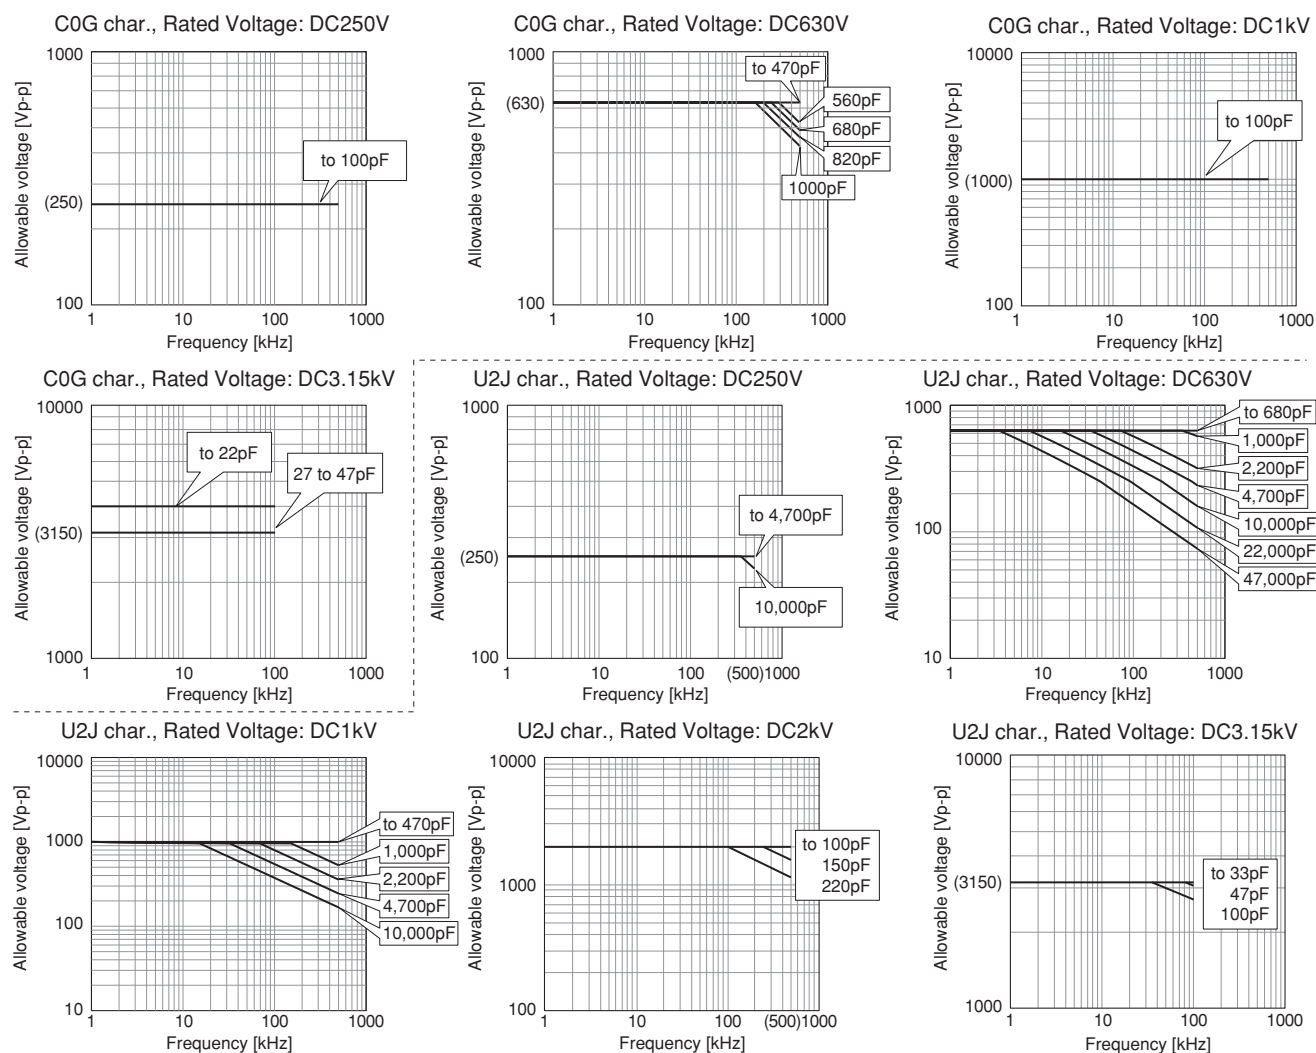 C0G char., Rated Voltage: DC250V
Allowable voltage [Vp-p]
1000
(250)
100
to 100pF
1 10 100 1000
Frequency [kHz]
C0G char., Rated Voltage: DC630V
Allowable voltage [Vp-p]
1000
(630)
100
to 470pF
560pF
680pF
820pF
1000pF
1 10 100 1000
Frequency [kHz]
C0G char., Rated Voltage: DC1kV
Allowable voltage [Vp-p]
10000
(1000)
100
to 100pF
1 10 100 1000
Frequency [kHz]
C0G char., Rated Voltage: DC3.15kV
Allowable voltage [Vp-p]
10000
(3150)
1000
to 22pF
27 to 47pF
1 10 100 1000
Frequency [kHz]
U2J char., Rated Voltage: DC250V
Allowable voltage [Vp-p]
1000
(250)
100
to 4,700pF
10,000pF
1 10 100 (500)1000
Frequency [kHz]
U2J char., Rated Voltage: DC630V
Allowable voltage [Vp-p]
1000
100
10
to 680pF
1,000pF
2,200pF
4,700pF
10,000pF
22,000pF
47,000pF
1 10 100 1000
Frequency [kHz]
U2J char., Rated Voltage: DC1kV
Allowable voltage [Vp-p]
10000
1000
100
10
to 470pF
1,000pF
2,200pF
4,700pF
10,000pF
1 10 100 1000
Frequency [kHz]
U2J char., Rated Voltage: DC2kV
Allowable voltage [Vp-p]
10000
1000
100
to 100pF
150pF
220pF
1 10 100 (500)1000
Frequency [kHz]
U2J char., Rated Voltage: DC3.15kV
Allowable voltage [Vp-p]
10000
(3150)
1000
to 33pF
47pF
100pF
1 10 100 1000
Frequency [kHz]